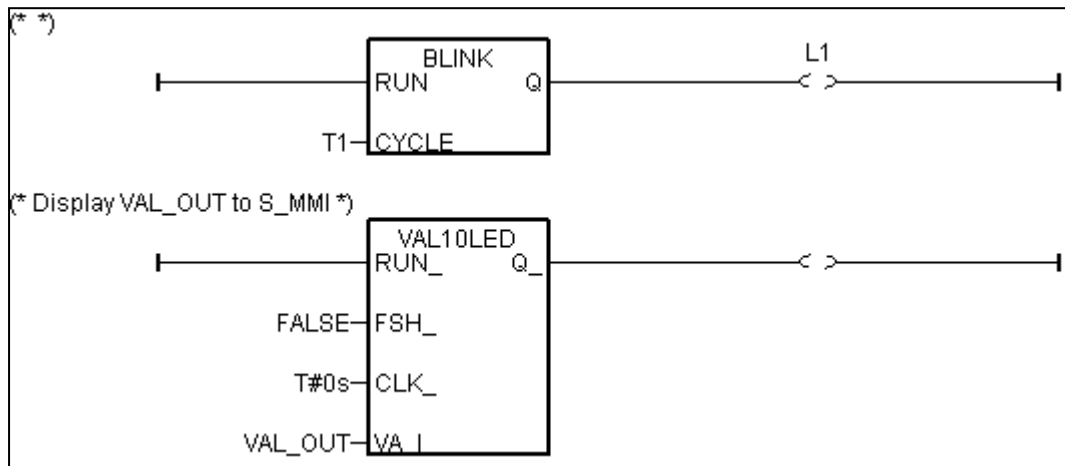 (* *)
BLINK
L1
RUN Q
T1 CYCLE
(* Display VAL_OUT to S_MMI *)
VAL10LED
RUN_ Q_
FALSE FSH_
T#0s CLK_
VAL_OUT